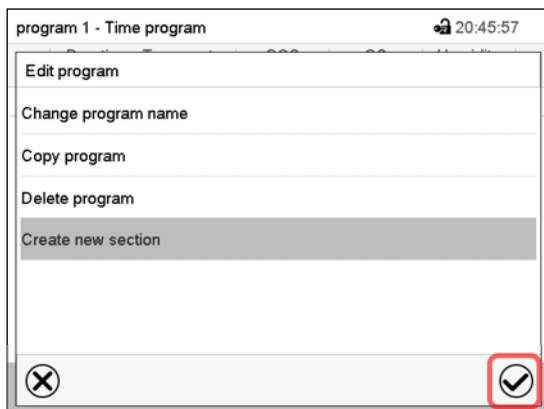 program 1 - Time program 20:45:57
Edit program
Change program name
Copy program
Delete program
Create new section